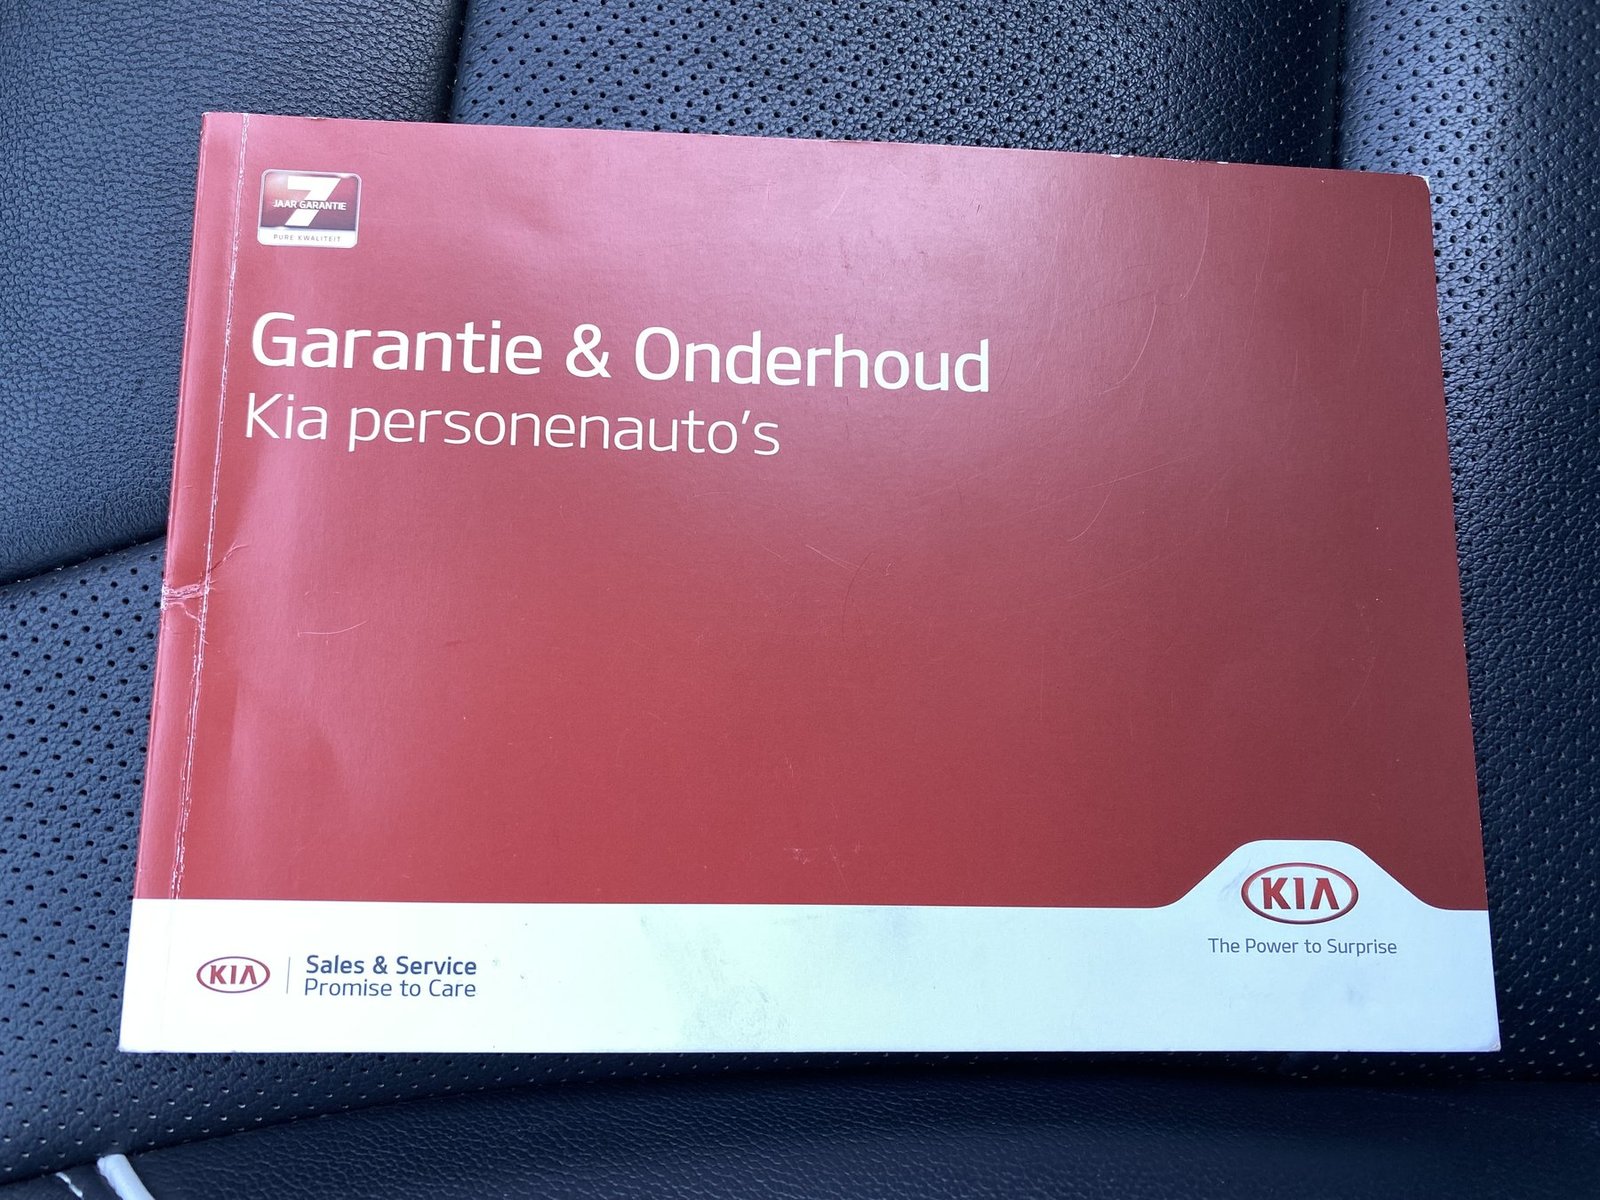 7
JAAR GARANTIE
PURE KWALITEIT
Garantie & Onderhoud
Kia personenauto's
KIA
The Power to Surprise
KIA
Sales & Service
Promise to Care